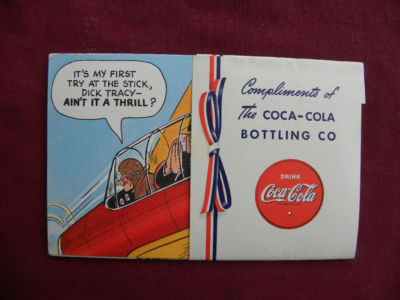 IT'S MY FIRST
TRY AT THE STICK,
DICK TRACY—
AIN'T IT A THRILL?
Compliments of
The COCA-COLA
BOTTLING CO
DRINK
Coca-Cola